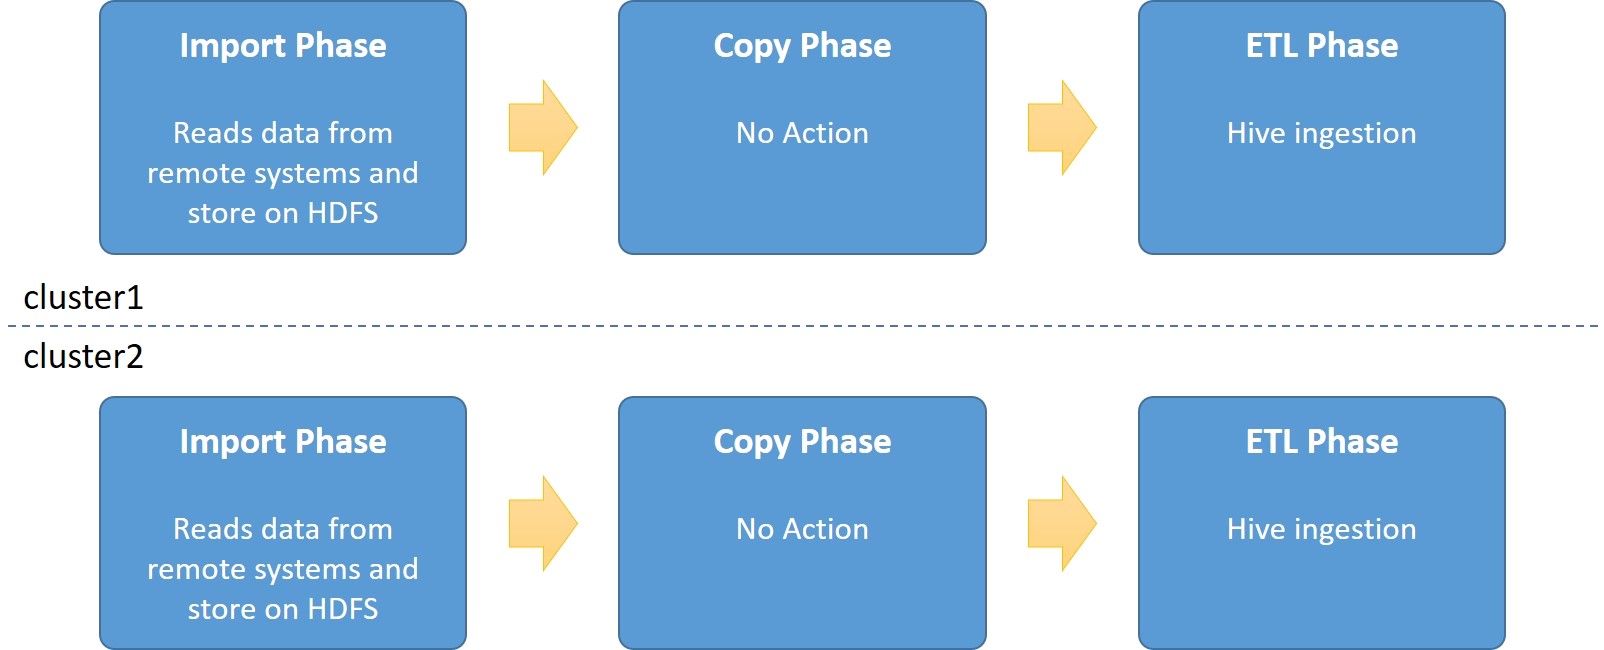 Import Phase
Reads data from
remote systems and
store on HDFS
Copy Phase
No Action
ETL Phase
Hive ingestion
cluster1
cluster2
Import Phase
Reads data from
remote systems and
store on HDFS
Copy Phase
No Action
ETL Phase
Hive ingestion